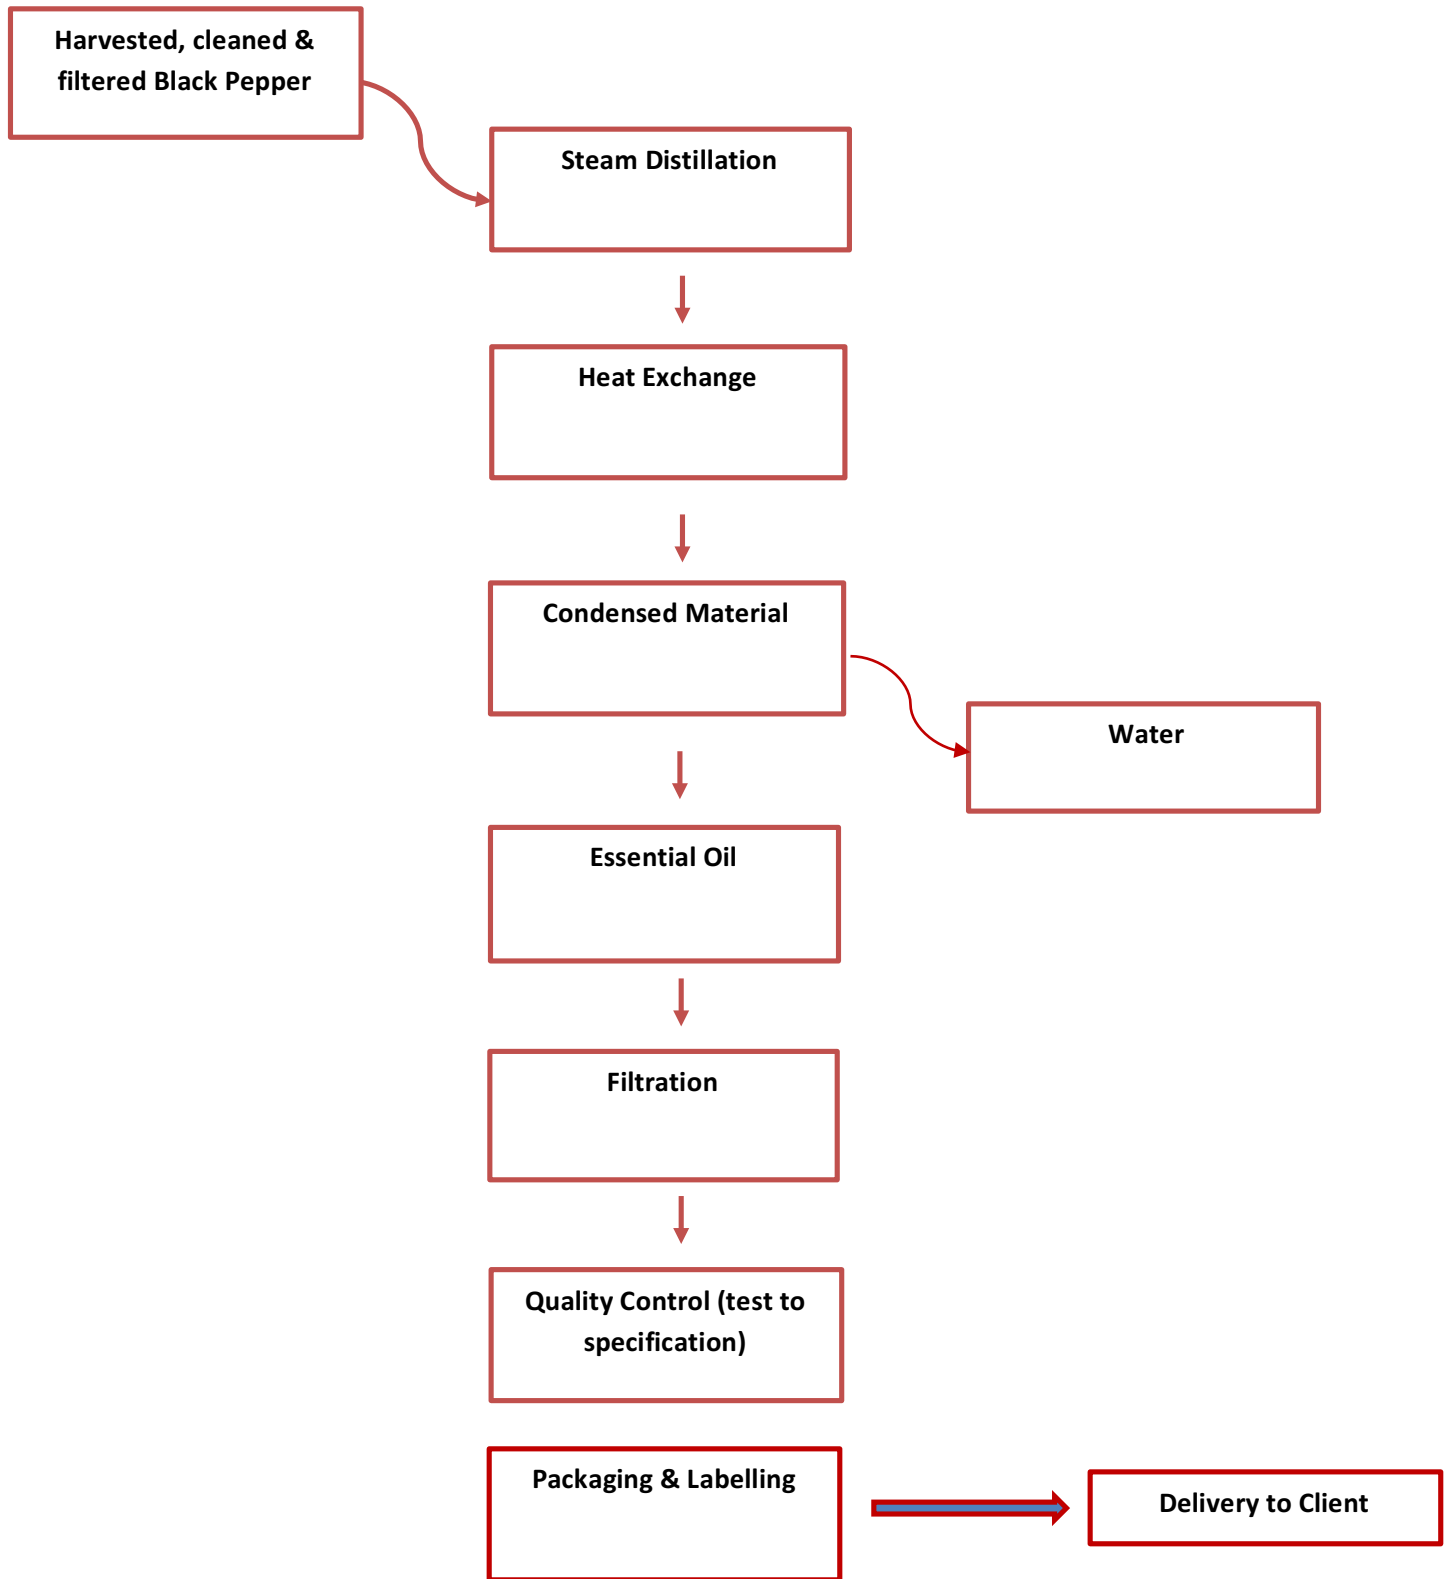 Harvested, cleaned &
filtered Black Pepper
Steam Distillation
Heat Exchange
Condensed Material
Water
Essential Oil
Filtration
Quality Control (test to
specification)
Packaging & Labelling
Delivery to Client